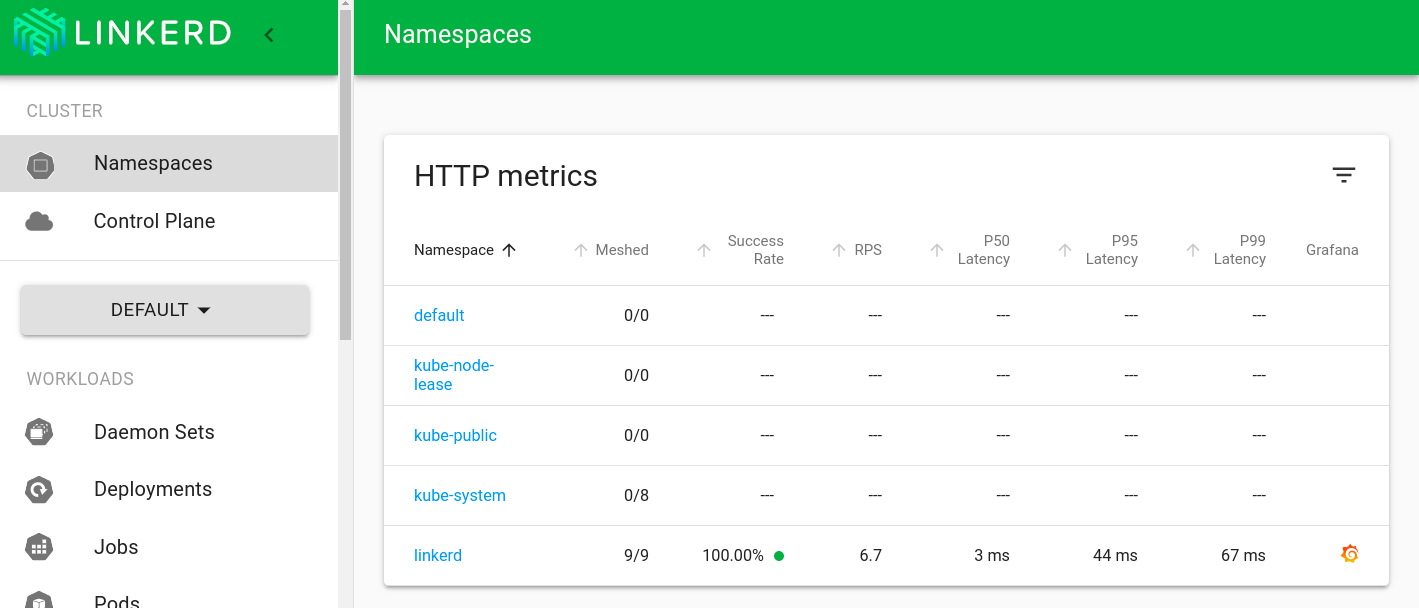 LINKERD
Namespaces
CLUSTER
Namespaces
Control Plane
DEFAULT
WORKLOADS
Daemon Sets
Deployments
Jobs
Pods
HTTP metrics
Namespace Meshed Success Rate RPS P50 Latency P95 Latency P99 Latency Grafana
default 0/0 --- --- --- --- ---
kube-node-
lease 0/0 --- --- --- --- ---
kube-public 0/0 --- --- --- --- ---
kube-system 0/8 --- --- --- --- ---
linkerd 9/9 100.00% 6.7 3 ms 44 ms 67 ms